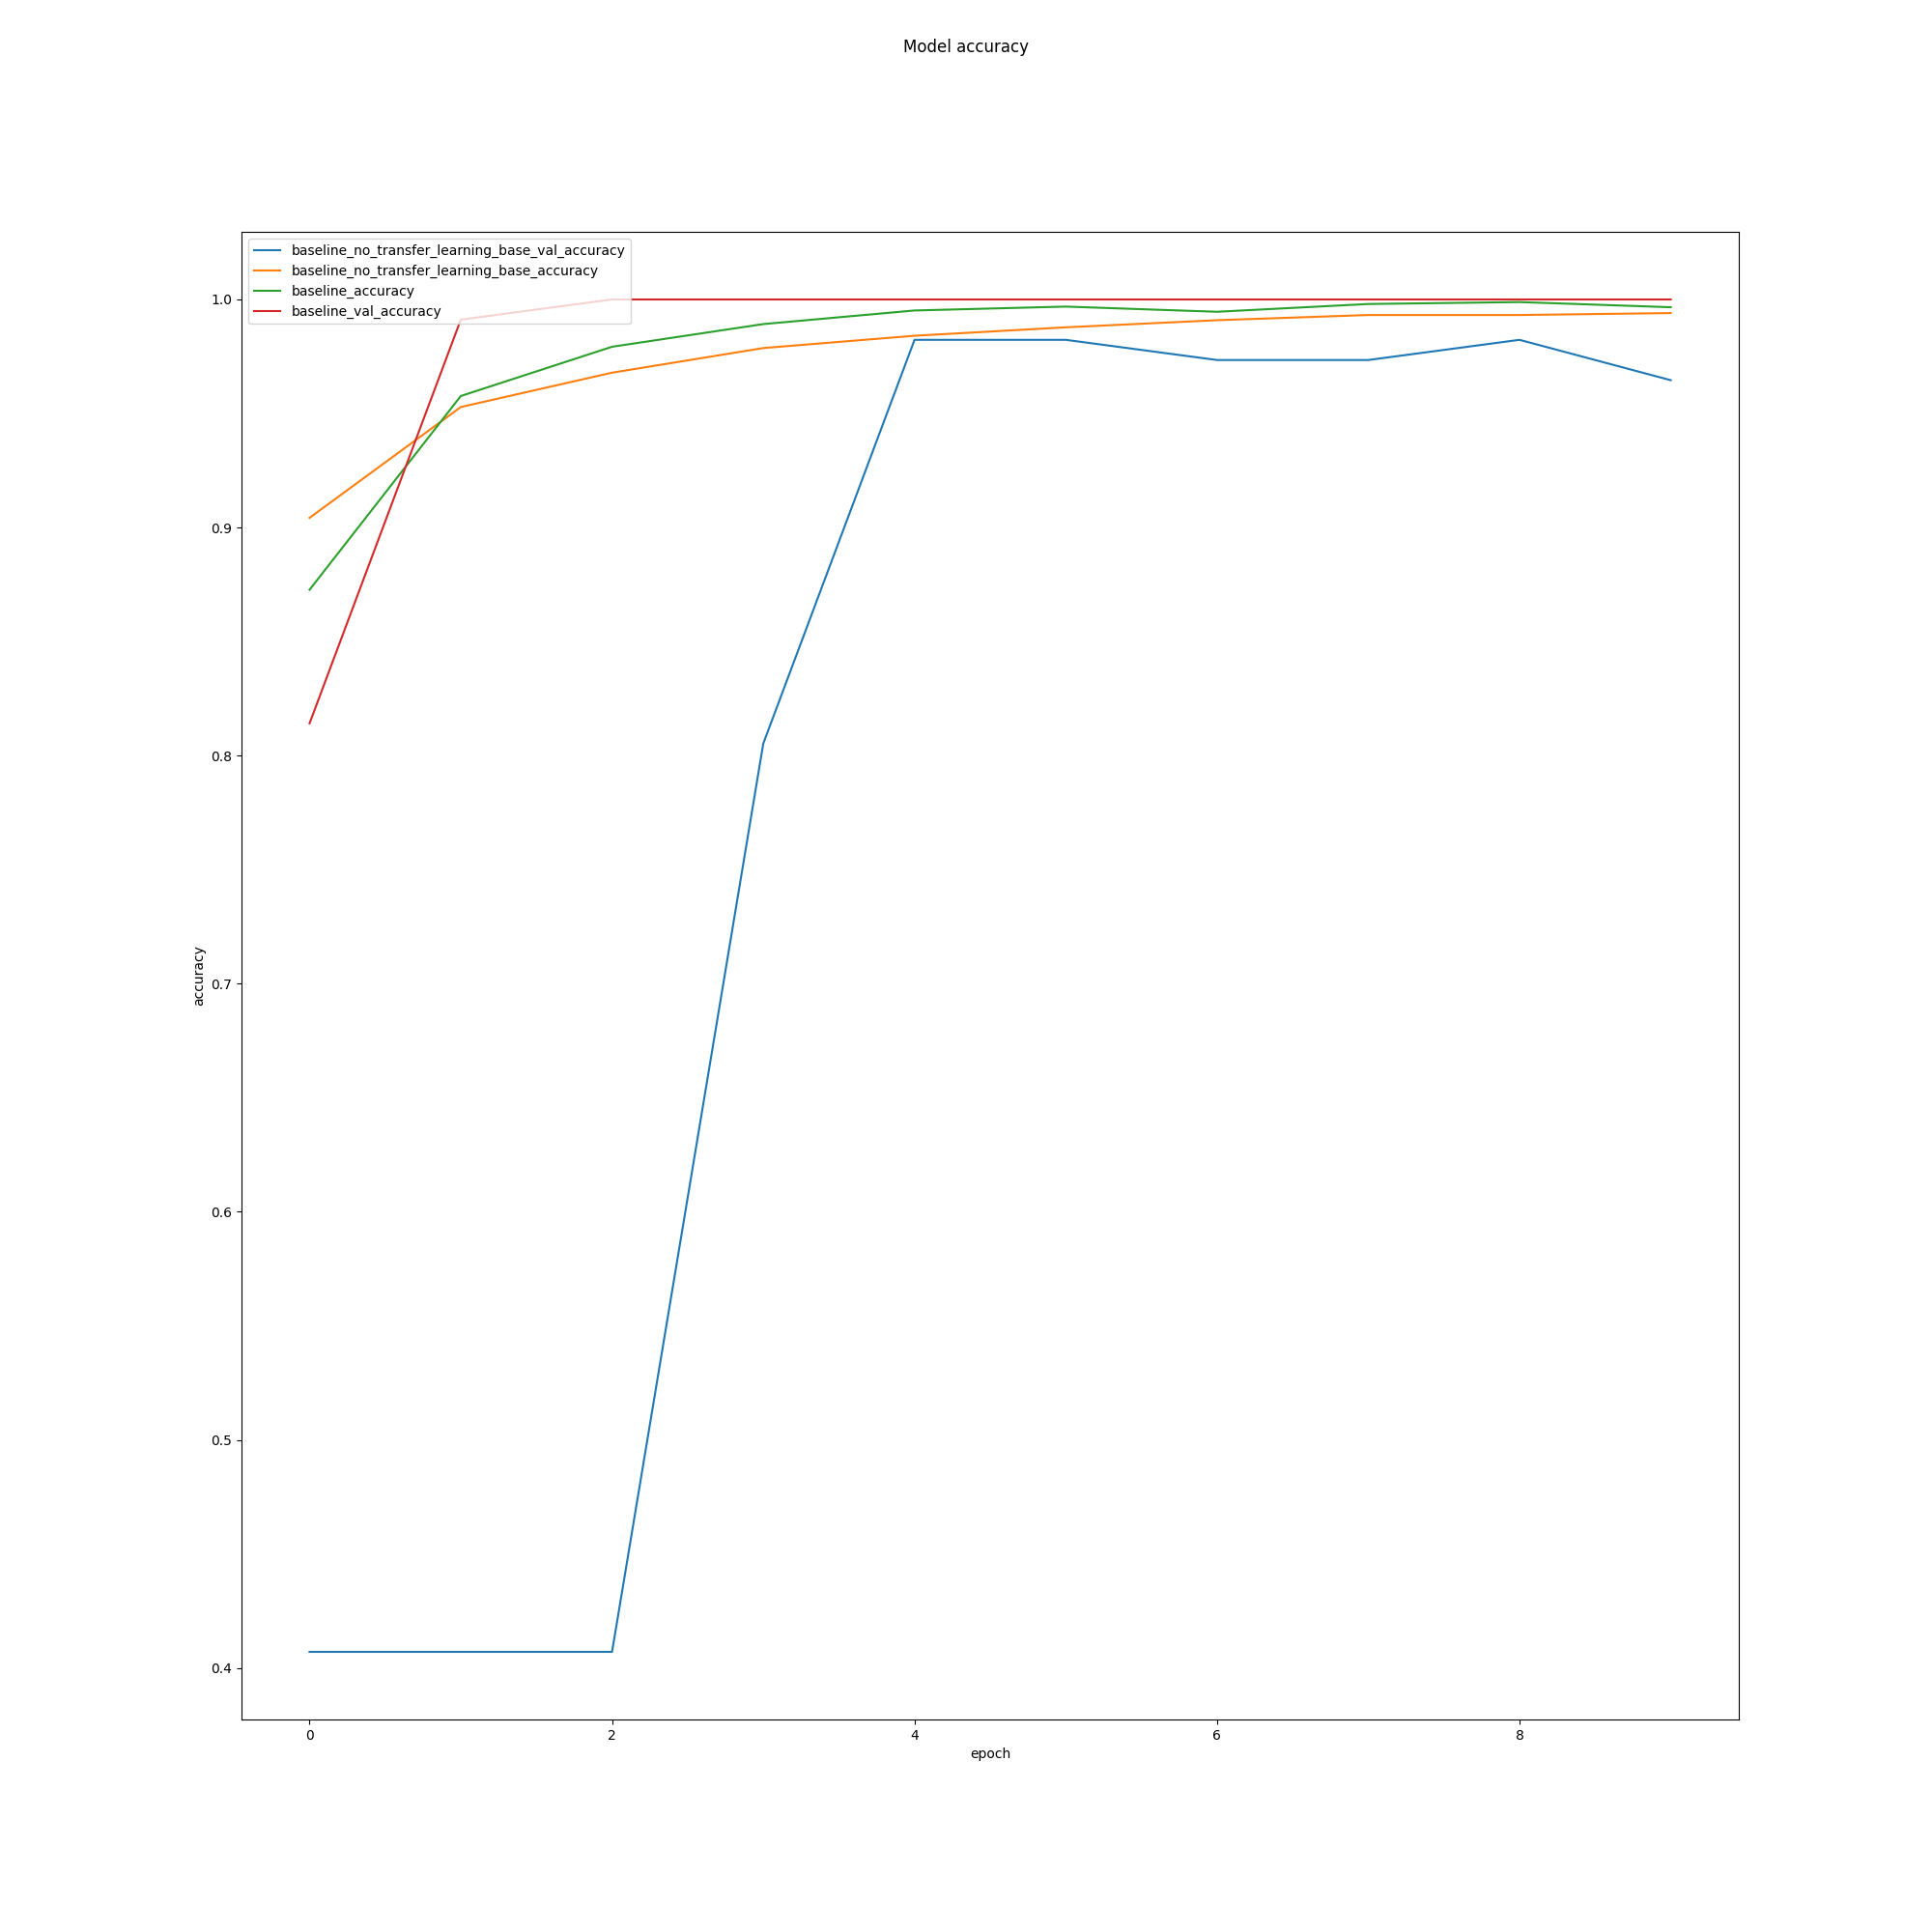 Model accuracy
baseline_no_transfer_learning_base_val_accuracy
baseline_no_transfer_learning_base_accuracy
baseline_accuracy
baseline_val_accuracy
1.0
0.9
0.8
0.7
0.6
0.5
0.4
accuracy
0 2 4 6 8
epoch